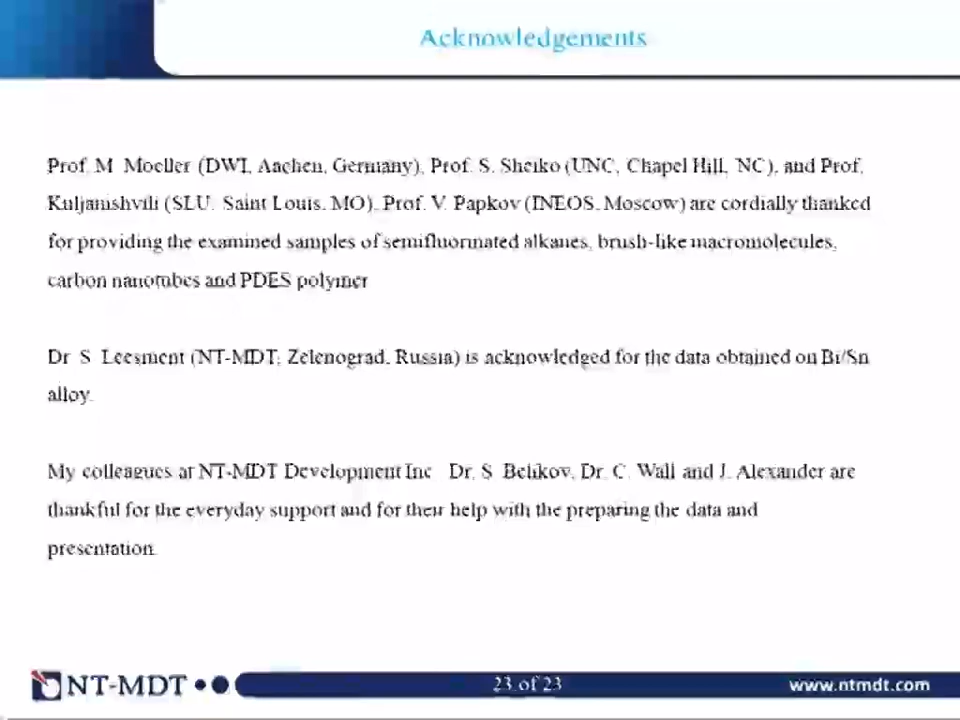 Acknowledgements
Prof. M. Moeller (DWI, Aachen, Germany), Prof. S. Sheiko (UNC, Chapel Hill, NC), and Prof.
Kuljanishvili (SLU, Saint Louis, MO), Prof. V. Papkov (INEOS, Moscow) are cordially thanked
for providing the examined samples of semifluorinated alkanes, brush-like macromolecules,
carbon nanotubes and PDES polymer
Dr. S. Leesment (NT-MDT, Zelenograd, Russia) is acknowledged for the data obtained on Bi/Sn
alloy.
My colleagues at NT-MDT Development Inc. Dr. S. Belikov, Dr. C. Wall and J. Alexander are
thankful for the everyday support and for their help with the preparing the data and
presentation.
NT-MDT
23 of 23
www.ntmdt.com